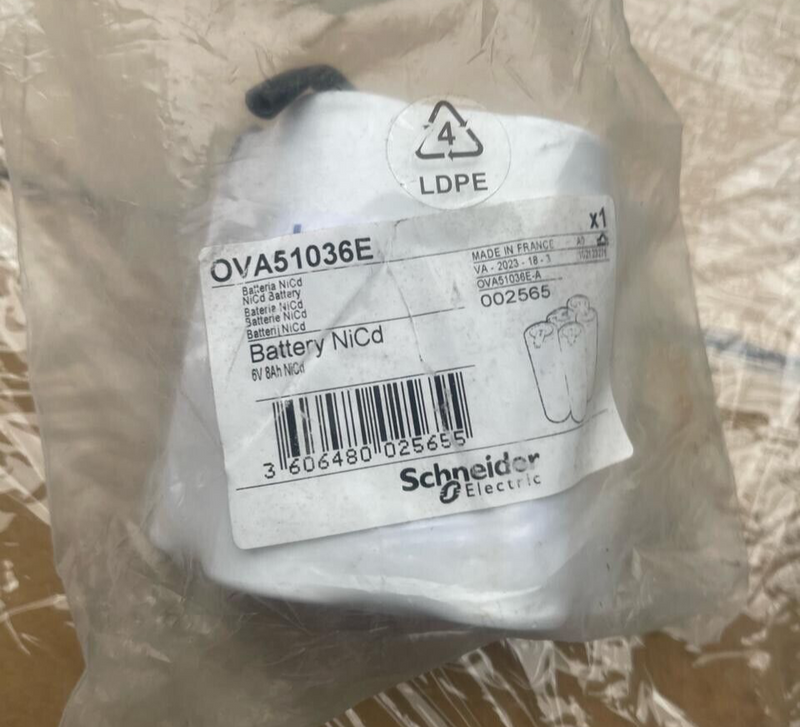 4
LDPE
x1
OVA51036E
MADE IN FRANCE
VA - 2023 - 18 - 3
OVA51036E-A
002565
Batteria NiCd
NiCd Battery
Baterie NiCd
Batterie NiCd
Batterij NiCd
Battery NiCd
6V 8Ah NiCd
3 606480 025655
Schneider
Electric